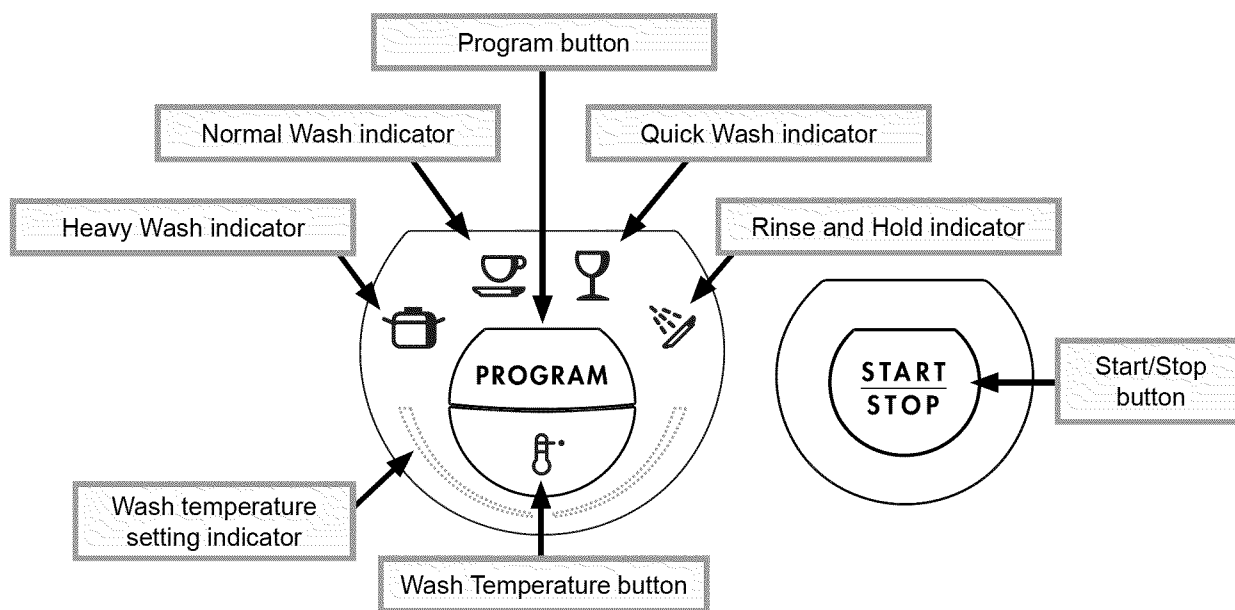 Program button
Normal Wash indicator
Quick Wash indicator
Heavy Wash indicator
Rinse and Hold indicator
PROGRAM
START
STOP
Start/Stop
button
Wash temperature
setting indicator
Wash Temperature button